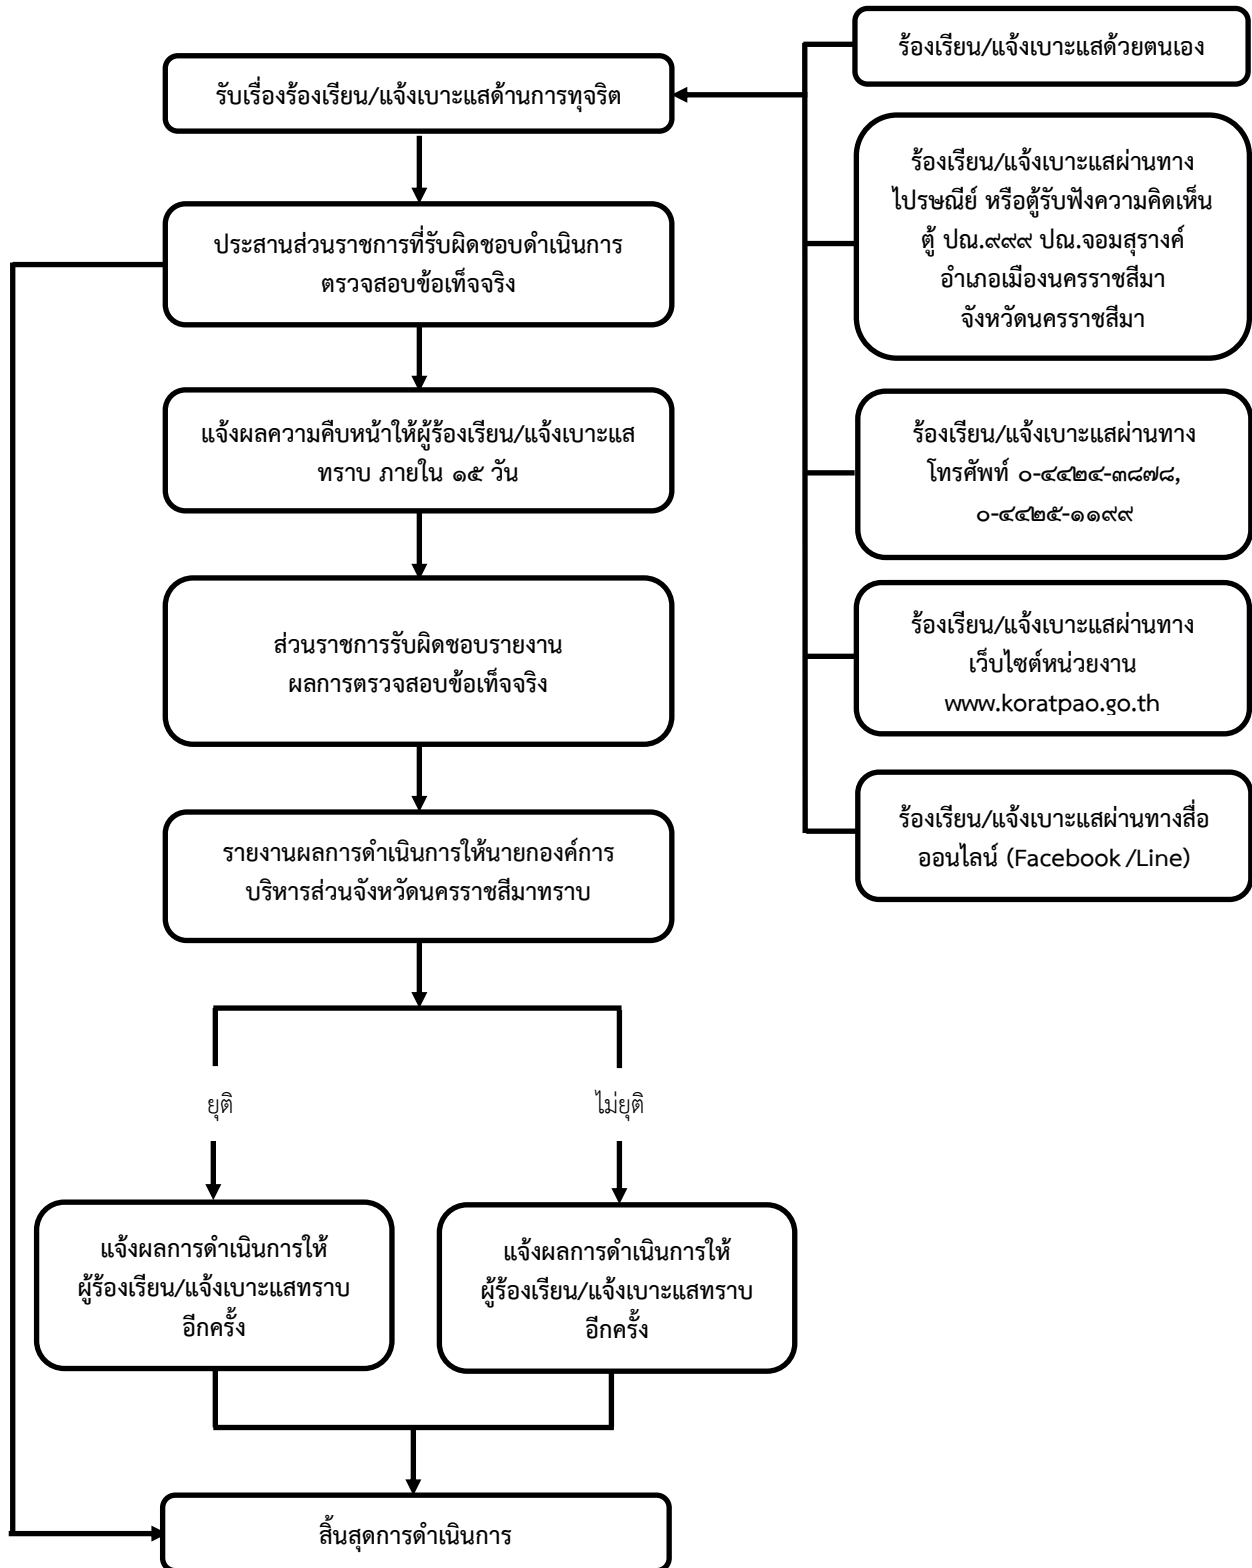 รับเรื่องร้องเรียน/แจ้งเบาะแสด้านการทุจริต
ประสานส่วนราชการที่รับผิดชอบดำเนินการ
ตรวจสอบข้อเท็จจริง
แจ้งผลความคืบหน้าให้ผู้ร้องเรียน/แจ้งเบาะแส
ทราบ ภายใน ๑๕ วัน
ส่วนราชการรับผิดชอบรายงาน
ผลการตรวจสอบข้อเท็จจริง
รายงานผลการดำเนินการให้นายกองค์การ
บริหารส่วนจังหวัดนครราชสีมาทราบ
ยุติ
ไม่ยุติ
แจ้งผลการดำเนินการให้
ผู้ร้องเรียน/แจ้งเบาะแสทราบ
อีกครั้ง
แจ้งผลการดำเนินการให้
ผู้ร้องเรียน/แจ้งเบาะแสทราบ
อีกครั้ง
สิ้นสุดการดำเนินการ
ร้องเรียน/แจ้งเบาะแสด้วยตนเอง
ร้องเรียน/แจ้งเบาะแสผ่านทาง
ไปรษณีย์ หรือตู้รับฟังความคิดเห็น
ตู้ ปณ.๙๙๙ ปณ.จอมสุรางค์
อำเภอเมืองนครราชสีมา
จังหวัดนครราชสีมา
ร้องเรียน/แจ้งเบาะแสผ่านทาง
โทรศัพท์ ๐-๔๔๒๔-๓๘๗๘,
๐-๔๔๒๕-๑๑๙๙
ร้องเรียน/แจ้งเบาะแสผ่านทาง
เว็บไซต์หน่วยงาน
www.koratpao.go.th
ร้องเรียน/แจ้งเบาะแสผ่านทางสื่อ
ออนไลน์ (Facebook /Line)